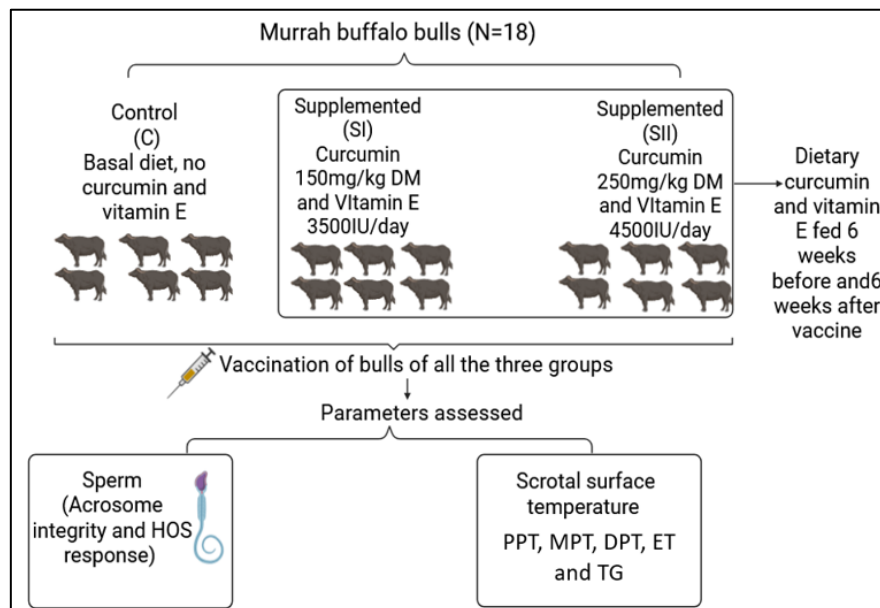 Murrah buffalo bulls (N=18)
Control
(C)
Basal diet, no
curcumin and
vitamin E
Supplemented
(SI)
Curcumin
150mg/kg DM
and VItamin E
3500IU/day
Supplemented
(SII)
Curcumin
250mg/kg DM
and VItamin E
4500IU/day
Dietary
curcumin
and vitamin
E fed 6
weeks
before and6
weeks after
vaccine
Vaccination of bulls of all the three groups
Parameters assessed
Sperm
(Acrosome
integrity and HOS
response)
Scrotal surface
temperature
PPT, MPT, DPT, ET
and TG